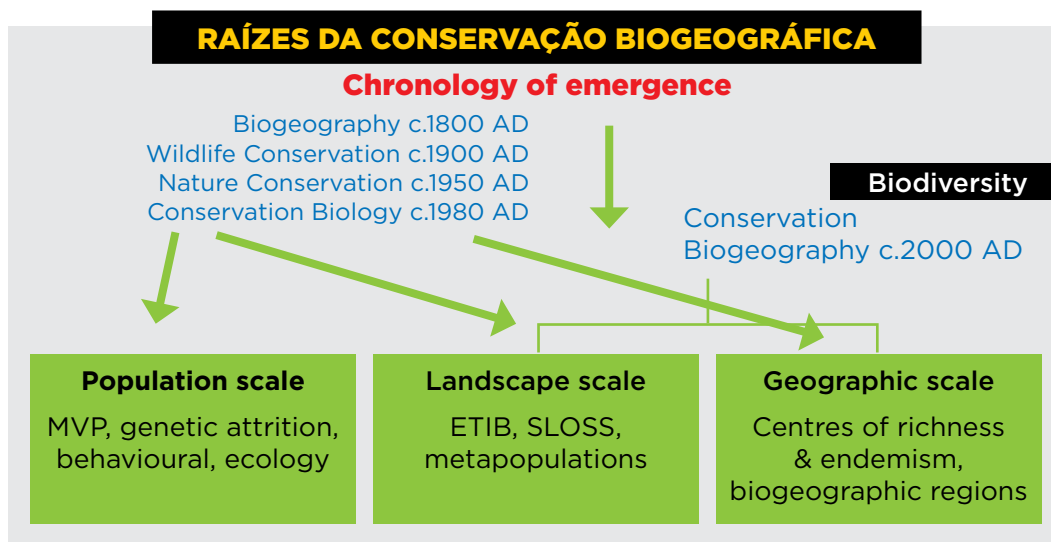 RAÍZES DA CONSERVAÇÃO BIOGEOGRÁFICA
Chronology of emergence
Biogeography c.1800 AD
Wildlife Conservation c.1900 AD
Nature Conservation c.1950 AD
Conservation Biology c.1980 AD
Biodiversity
Conservation
Biogeography c.2000 AD
Population scale
MVP, genetic attrition,
behavioural, ecology
Landscape scale
ETIB, SLOSS,
metapopulations
Geographic scale
Centres of richness
& endemism,
biogeographic regions